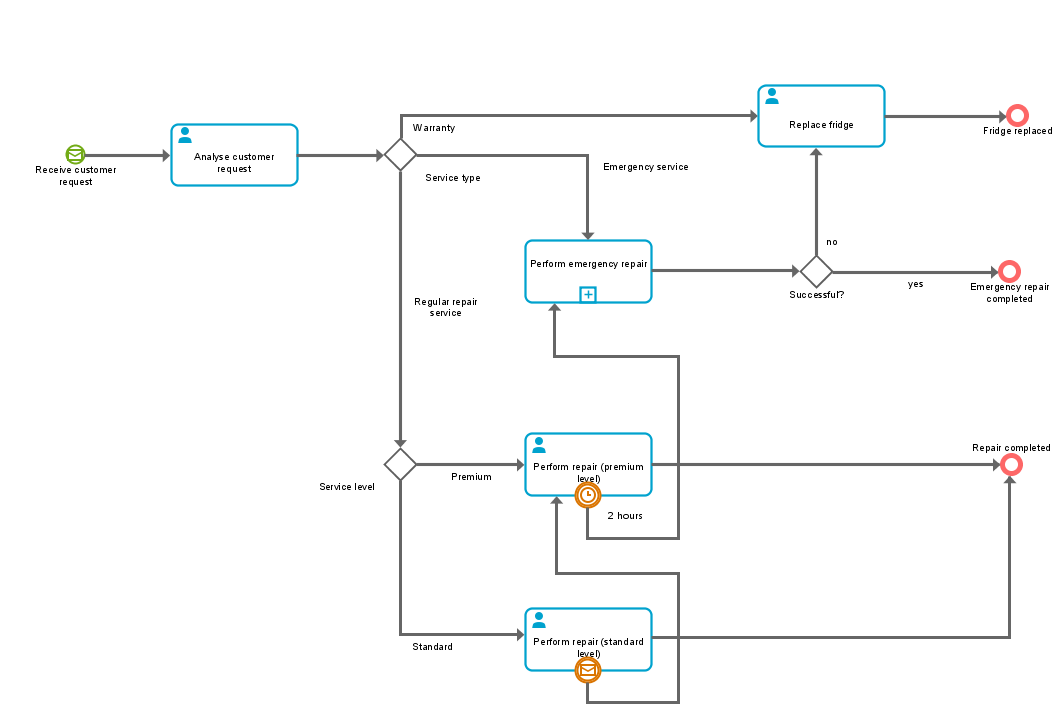 Warranty
Replace fridge
Fridge replaced
Receive customer
request
Analyse customer
request
Service type
Emergency service
no
Perform emergency repair
Successful?
yes
Emergency repair
completed
Regular repair
service
Repair completed
Service level
Premium
Perform repair (premium
level)
2 hours
Standard
Perform repair (standard
level)